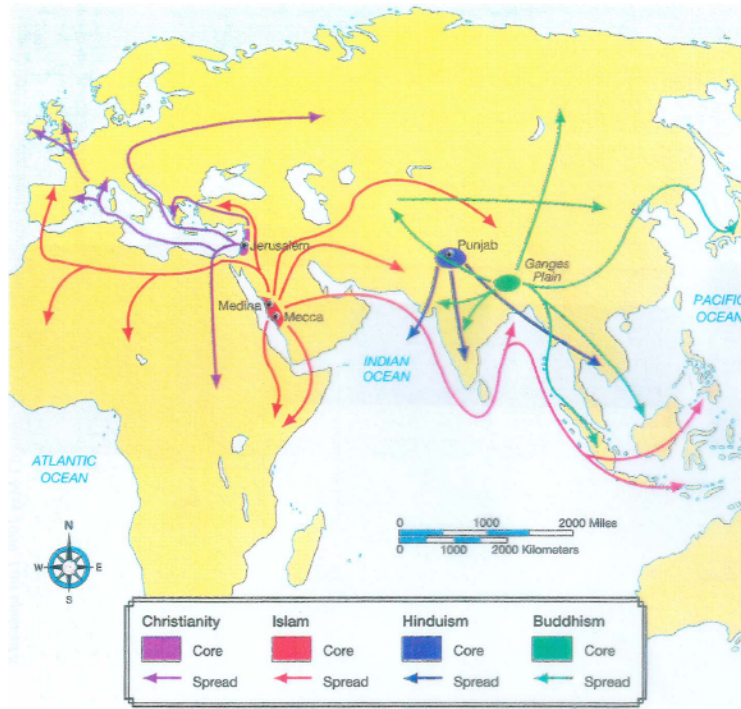 Jerusalem
Punjab
Ganges
Plain
Medina
Mecca
PACIFIC
OCEAN
INDIAN
OCEAN
ATLANTIC
OCEAN
N
W E
S
0 1000 2000 Miles
0 1000 2000 Kilometers
Christianity Islam Hinduism Buddhism
Core Core Core Core
Spread Spread Spread Spread